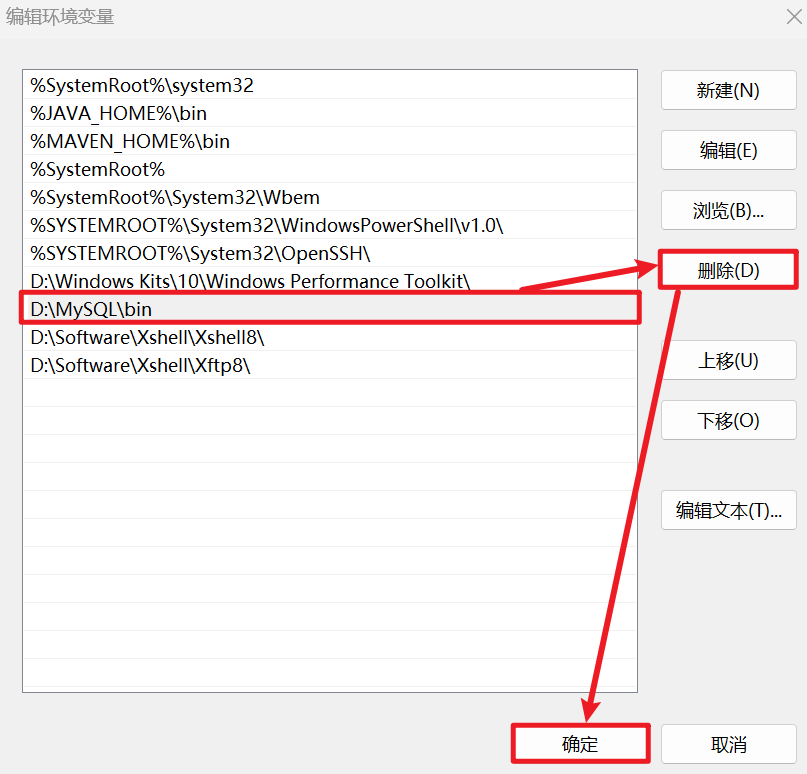 编辑环境变量
%SystemRoot%\system32
%JAVA_HOME%\bin
%MAVEN_HOME%\bin
%SystemRoot%
%SystemRoot%\System32\Wbem
%SYSTEMROOT%\System32\WindowsPowerShell\v1.0\
%SYSTEMROOT%\System32\OpenSSH\
D:\Windows Kits\10\Windows Performance Toolkit\
D:\MySQL\bin
D:\Software\Xshell\Xshell8\
D:\Software\Xshell\Xftp8\
新建(N)
编辑(E)
浏览(B)...
删除(D)
上移(U)
下移(O)
编辑文本(T)...
确定
取消